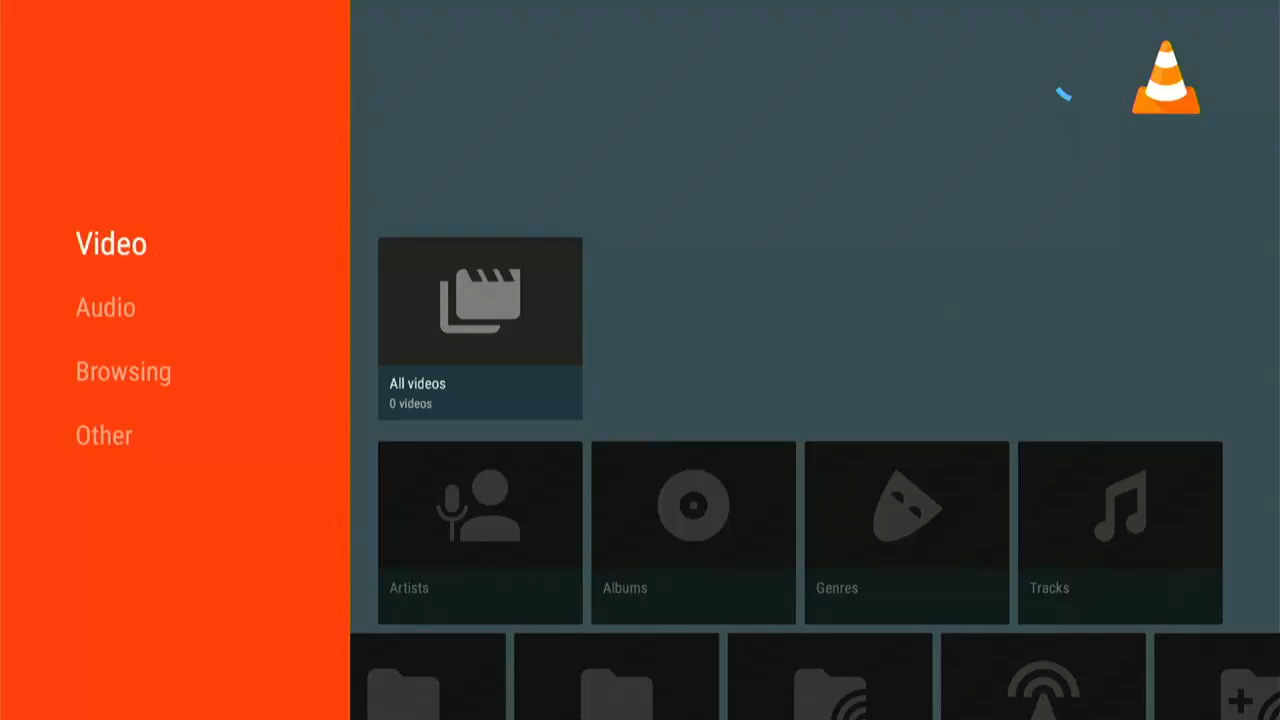 Video
Audio
Browsing
Other
All videos
0 videos
Artists
Albums
Genres
Tracks